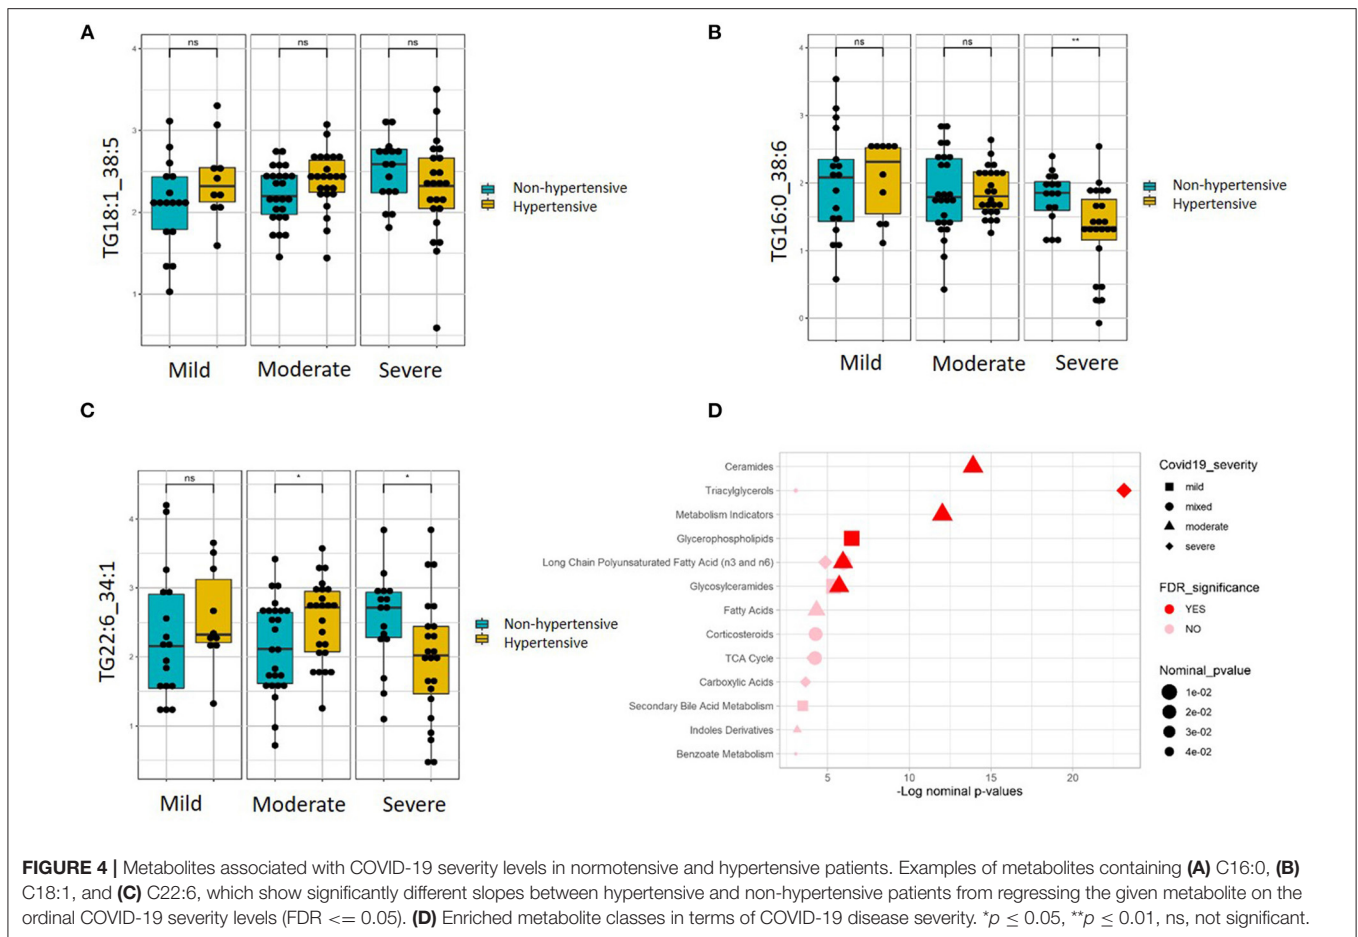 A
ns
ns
ns
4
3
2
1
TG18:1_38:5
Non-hypertensive
Hypertensive
Mild
Moderate
Severe
B
ns
ns
**
4
3
2
1
0
TG16:0_38:6
Non-hypertensive
Hypertensive
Mild
Moderate
Severe
C
ns
*
*
4
3
2
1
TG22:6_34:1
Non-hypertensive
Hypertensive
Mild
Moderate
Severe
D
Ceramides
Triacylglycerols
Metabolism Indicators
Glycerophospholipids
Long Chain Polyunsaturated Fatty Acid (n3 and n6)
Glycosylceramides
Fatty Acids
Corticosteroids
TCA Cycle
Carboxylic Acids
Secondary Bile Acid Metabolism
Indoles Derivatives
Benzoate Metabolism
5
10
15
20
-Log nominal p-values
Covid19_severity
mild
mixed
moderate
severe
FDR_significance
YES
NO
Nominal_pvalue
1e-02
2e-02
3e-02
4e-02
FIGURE 4 | Metabolites associated with COVID-19 severity levels in normotensive and hypertensive patients. Examples of metabolites containing (A) C16:0, (B)
C18:1, and (C) C22:6, which show significantly different slopes between hypertensive and non-hypertensive patients from regressing the given metabolite on the
ordinal COVID-19 severity levels (FDR <= 0.05). (D) Enriched metabolite classes in terms of COVID-19 disease severity. *p ≤ 0.05, **p ≤ 0.01, ns, not significant.